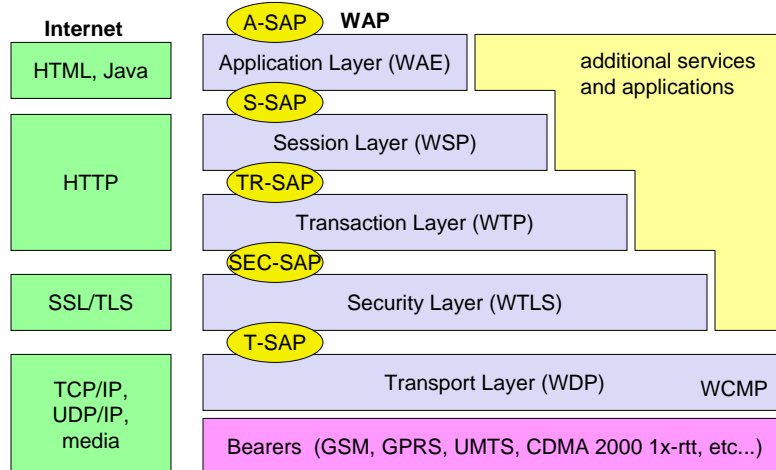 Internet
HTML, Java
HTTP
SSL/TLS
TCP/IP,
UDP/IP,
media
A-SAP
WAP
Application Layer (WAE)
S-SAP
Session Layer (WSP)
TR-SAP
Transaction Layer (WTP)
SEC-SAP
Security Layer (WTLS)
T-SAP
Transport Layer (WDP)
WCMP
Bearers (GSM, GPRS, UMTS, CDMA 2000 1x-rtt, etc...)
additional services
and applications